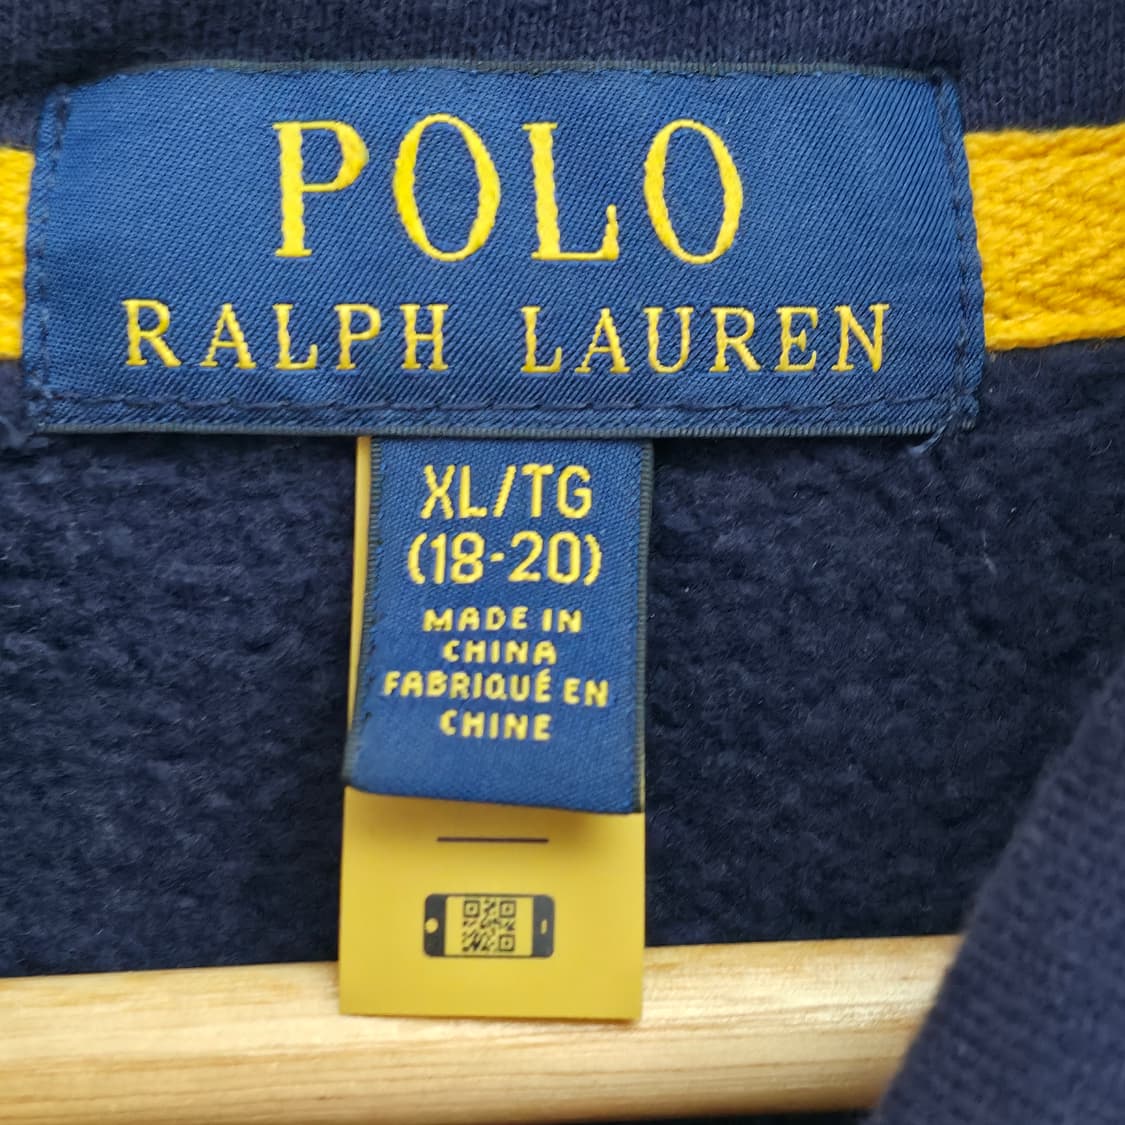 POLO
RALPH LAUREN
XL/TG
(18-20)
MADE IN
CHINA
FABRIQUÉ EN
CHINE